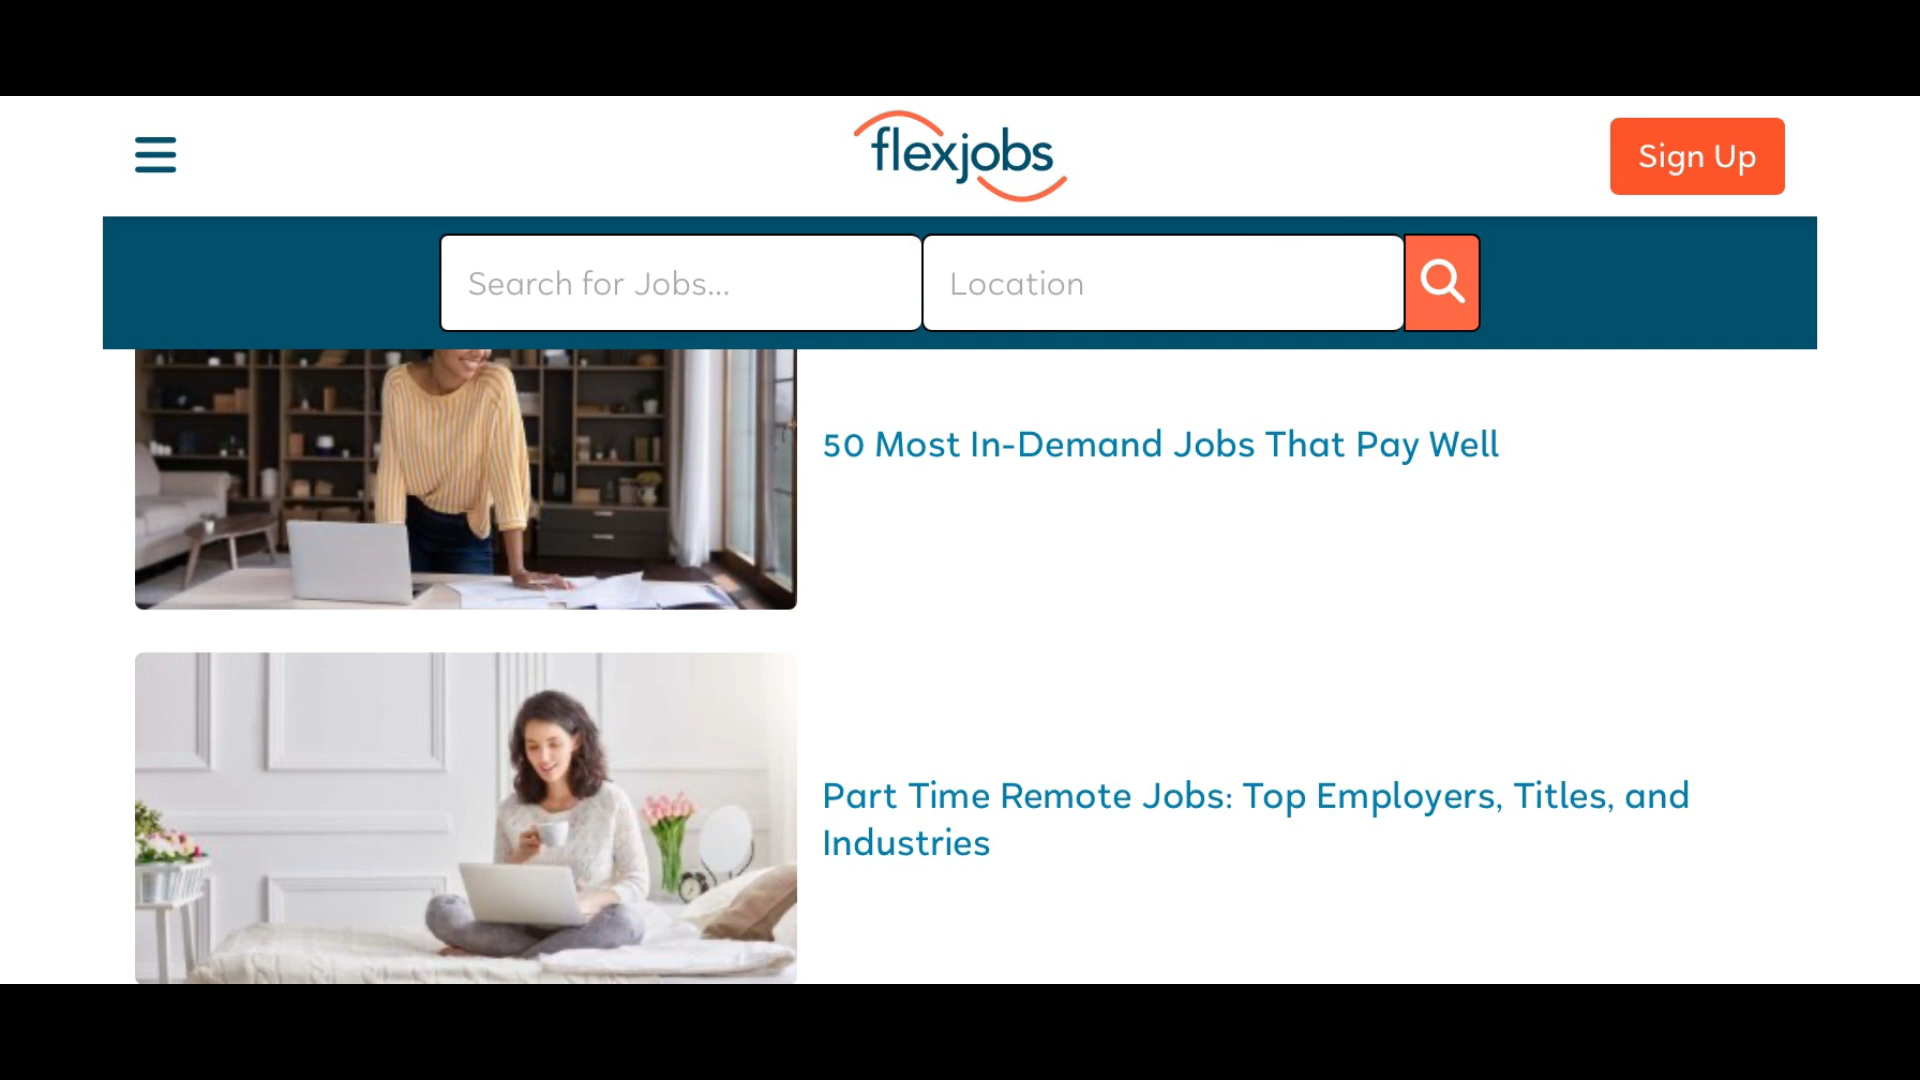 flexjobs
Sign Up
Search for Jobs...
Location
50 Most In-Demand Jobs That Pay Well
Part Time Remote Jobs: Top Employers, Titles, and
Industries